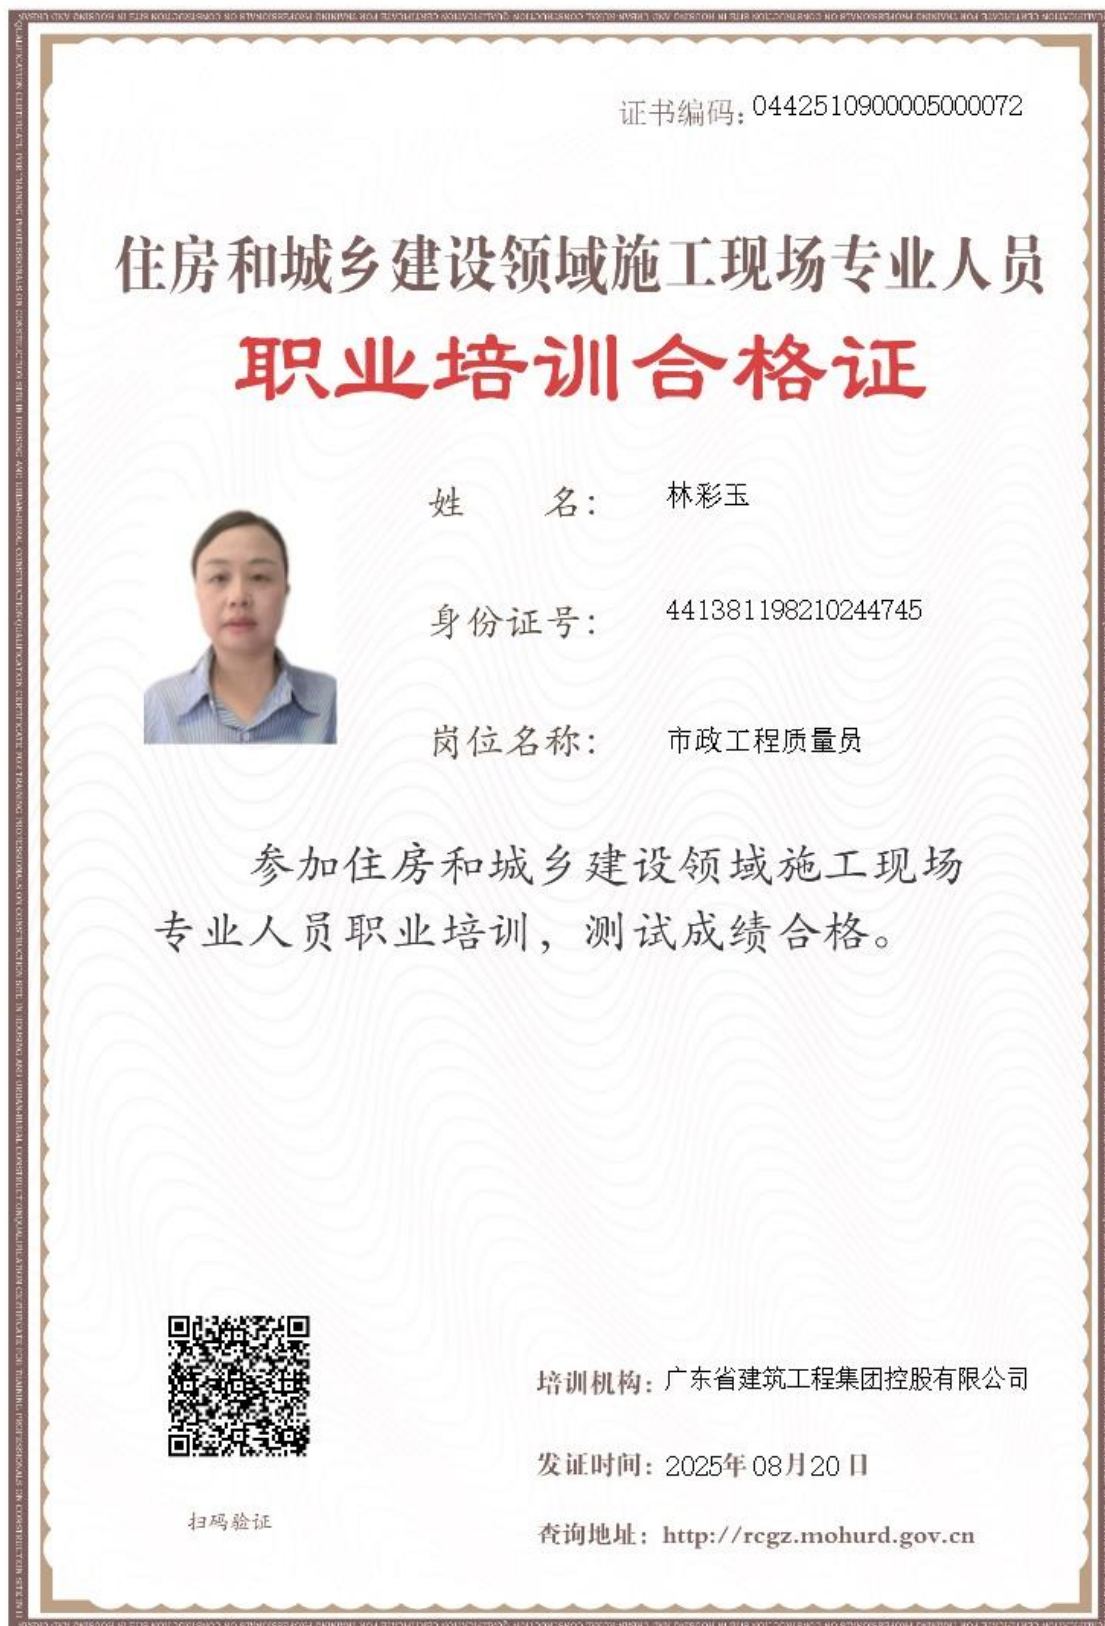 证书编码：0442510900005000072
住房和城乡建设领域施工现场专业人员
职业培训合格证
姓名：林彩玉
身份证号：441381198210244745
岗位名称：市政工程质量员
参加住房和城乡建设领域施工现场
专业人员职业培训，测试成绩合格。
扫码验证
培训机构：广东省建筑工程集团控股有限公司
发证时间：2025年08月20日
查询地址：http://rcgz.mohurd.gov.cn